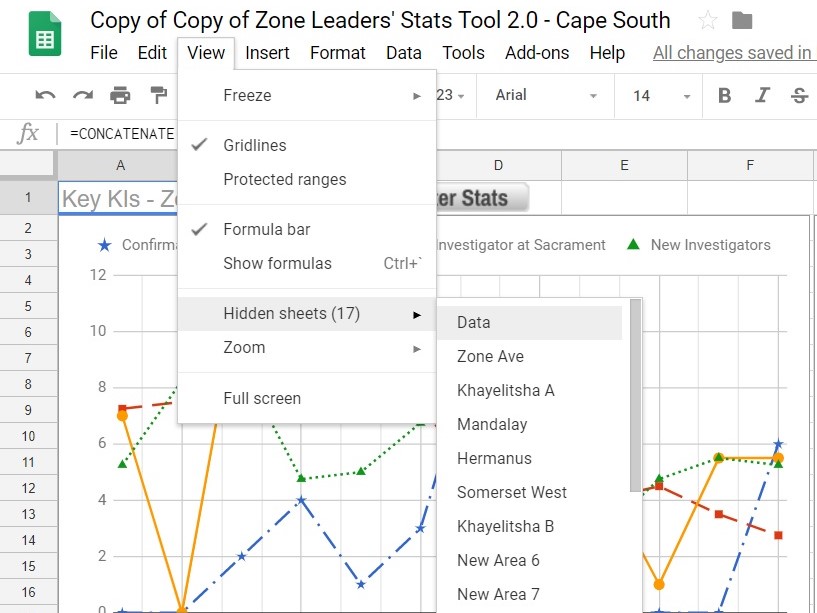 Copy of Copy of Zone Leaders' Stats Tool 2.0 - Cape South
File Edit View Insert Format Data Tools Add-ons Help All changes saved in
23 Arial 14 B I S
fx =CONCATENATE
A D E F
1 Key KIs - Z er Stats
2
Investigator at Sacrament New Investigators
3
12
4
5
10
6
7
8
8
9
10
6
11
12
4
13
14
2
15
16
0
Freeze
Gridlines
Protected ranges
Formula bar
Show formulas Ctrl+`
Hidden sheets (17)
Zoom
Full screen
Data
Zone Ave
Khayelitsha A
Mandalay
Hermanus
Somerset West
Khayelitsha B
New Area 6
New Area 7